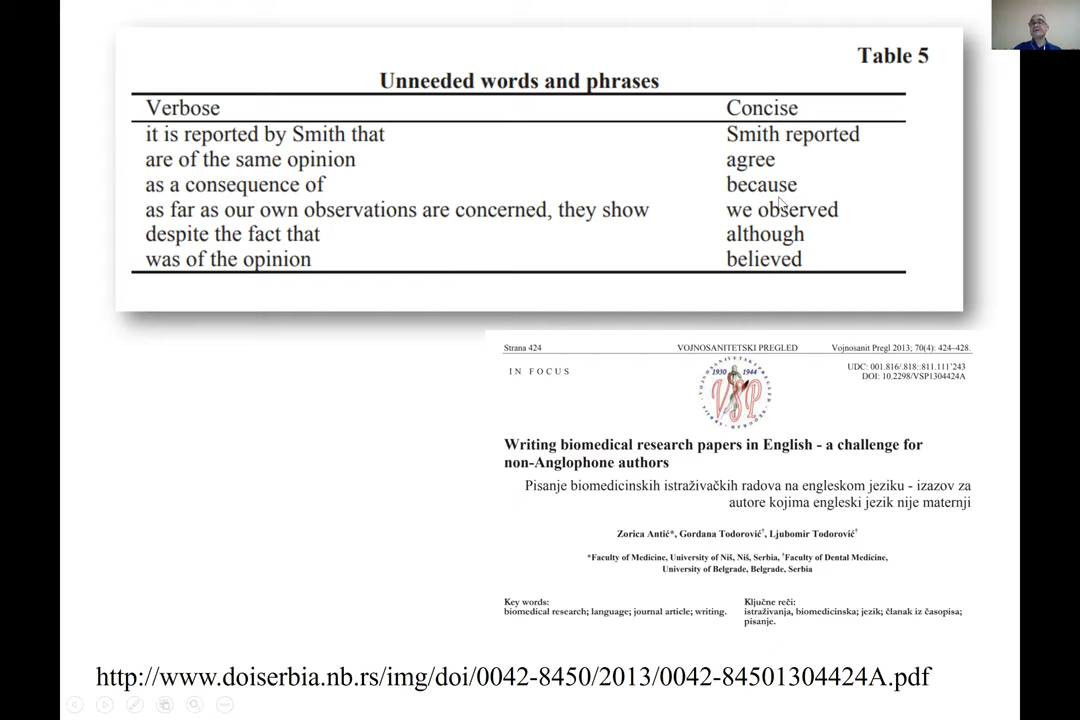 Table 5
Unneeded words and phrases
Verbose Concise
it is reported by Smith that Smith reported
are of the same opinion agree
as a consequence of because
as far as our own observations are concerned, they show we observed
despite the fact that although
was of the opinion believed
Strana 424 VOJNOSANITETSKI PREGLED Vojnosanit Pregl 2013; 70(4): 424–428.
IN FOCUS
UDC: 001.816/.818::811.111'243
DOI: 10.2298/VSP1304424A
1930 1944
VSP
Writing biomedical research papers in English - a challenge for
non-Anglophone authors
Pisanje biomedicinskih istraživačkih radova na engleskom jeziku - izazov za
autore kojima engleski jezik nije maternji
Zorica Antić*, Gordana Todorović†, Ljubomir Todorović†
*Faculty of Medicine, University of Niš, Niš, Serbia, †Faculty of Dental Medicine,
University of Belgrade, Belgrade, Serbia
Key words:
biomedical research; language; journal article; writing.
Ključne reči:
istraživanja, biomedicinska; jezik; članak iz časopisa;
pisanje.
http://www.doiserbia.nb.rs/img/doi/0042-8450/2013/0042-84501304424A.pdf